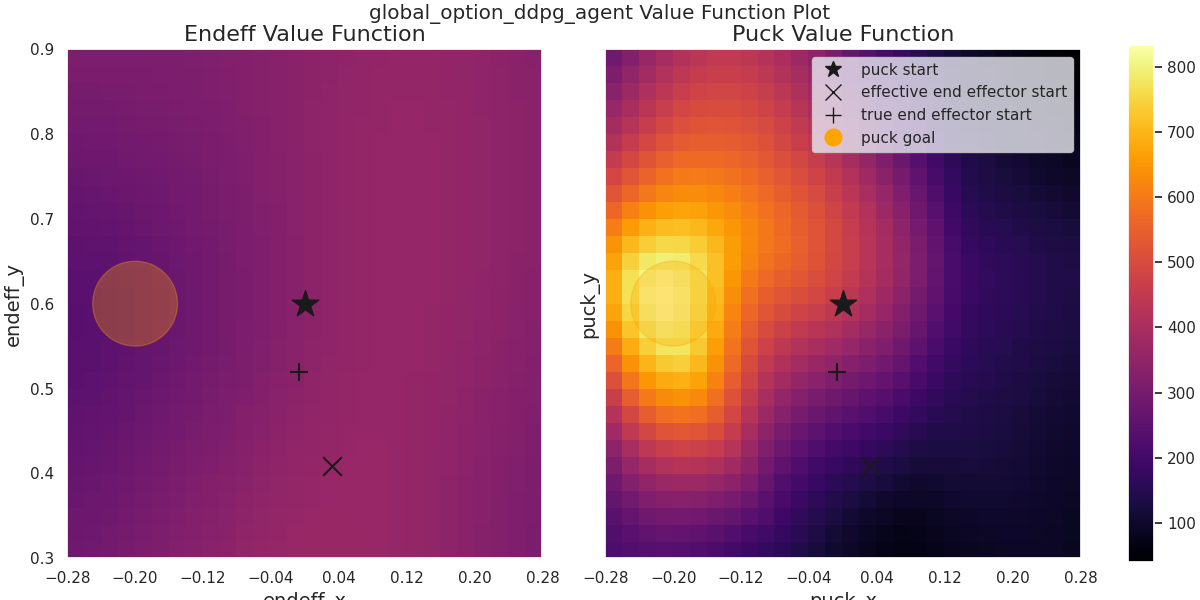 global_option_ddpg_agent Value Function Plot
Endeff Value Function
Puck Value Function
endeff_y
0.9
0.8
0.7
0.6
0.5
0.4
0.3
−0.28 −0.20 −0.12 −0.04 0.04 0.12 0.20 0.28
endeff_x
puck_y
puck start
effective end effector start
true end effector start
puck goal
−0.28 −0.20 −0.12 −0.04 0.04 0.12 0.20 0.28
puck_x
800
700
600
500
400
300
200
100